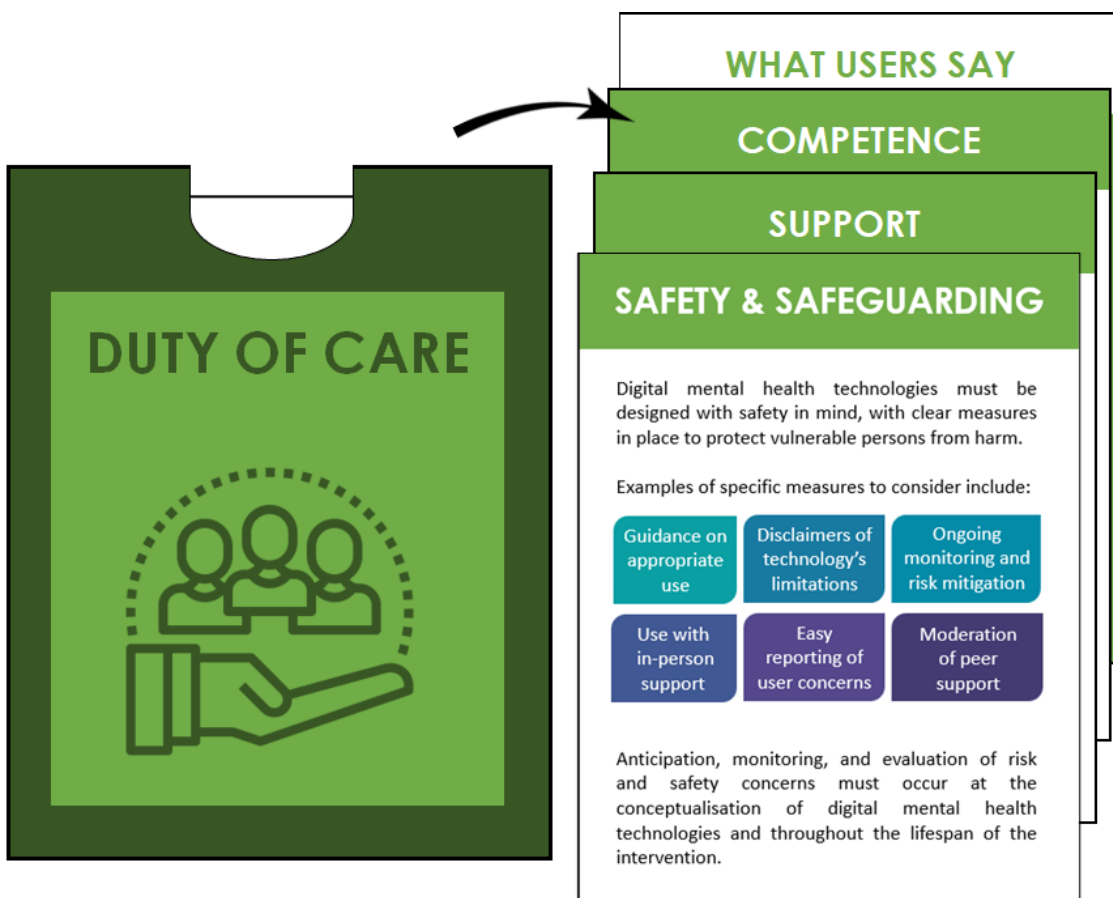 DUTY OF CARE
WHAT USERS SAY
COMPETENCE
SUPPORT
SAFETY & SAFEGUARDING
Digital mental health technologies must be
designed with safety in mind, with clear measures
in place to protect vulnerable persons from harm.
Examples of specific measures to consider include:
Guidance on
appropriate
use
Disclaimers of
technology’s
limitations
Ongoing
monitoring and
risk mitigation
Use with
in-person
support
Easy
reporting of
user concerns
Moderation
of peer
support
Anticipation, monitoring, and evaluation of risk
and safety concerns must occur at the
conceptualisation of digital mental health
technologies and throughout the lifespan of the
intervention.